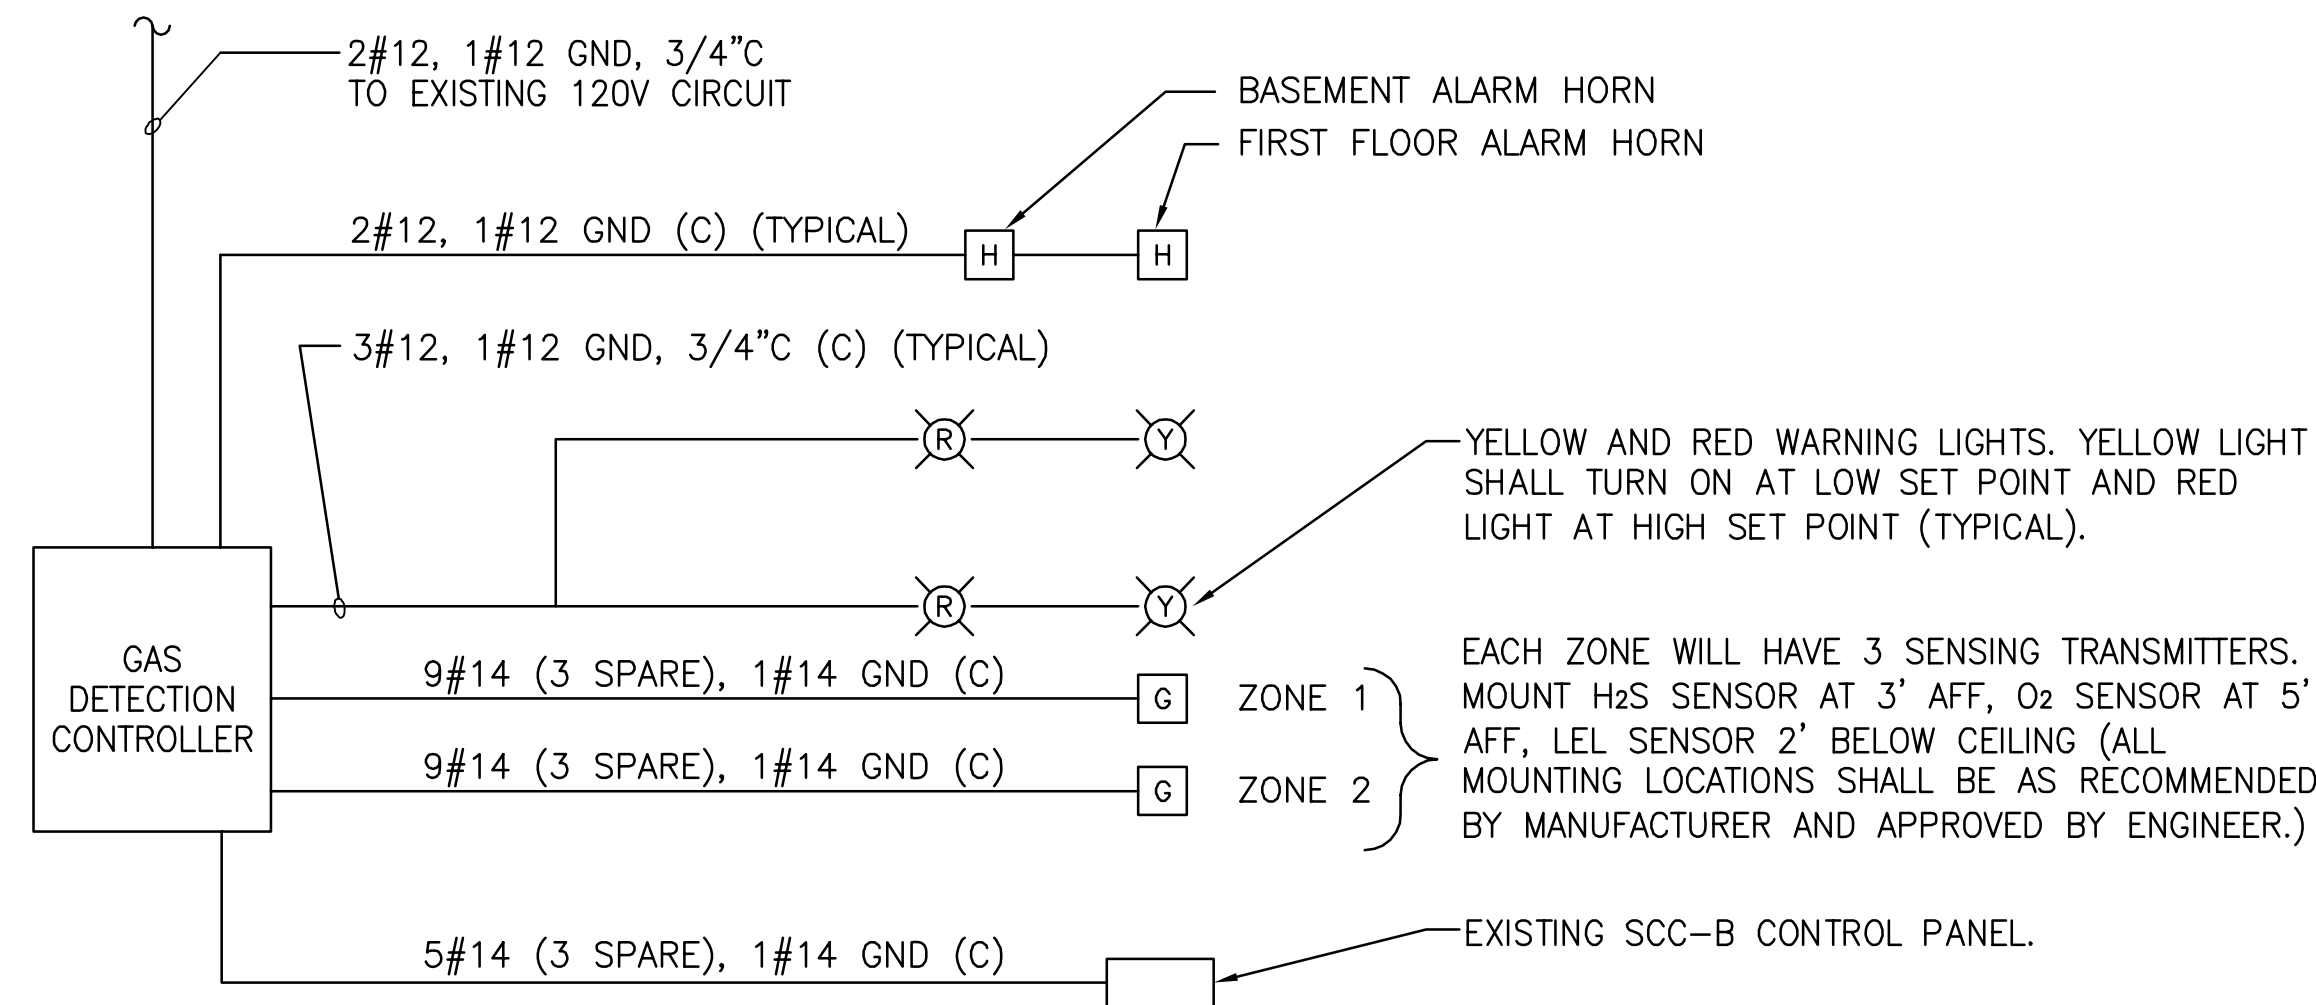 2#12, 1#12 GND, 3/4"C
TO EXISTING 120V CIRCUIT
BASEMENT ALARM HORN
FIRST FLOOR ALARM HORN
2#12, 1#12 GND (C) (TYPICAL)
H
H
3#12, 1#12 GND, 3/4"C (C) (TYPICAL)
R
Y
YELLOW AND RED WARNING LIGHTS. YELLOW LIGHT
SHALL TURN ON AT LOW SET POINT AND RED
LIGHT AT HIGH SET POINT (TYPICAL).
R
Y
GAS
DETECTION
CONTROLLER
9#14 (3 SPARE), 1#14 GND (C)
G
ZONE 1
9#14 (3 SPARE), 1#14 GND (C)
G
ZONE 2
EACH ZONE WILL HAVE 3 SENSING TRANSMITTERS.
MOUNT H2S SENSOR AT 3' AFF, O2 SENSOR AT 5'
AFF, LEL SENSOR 2' BELOW CEILING (ALL
MOUNTING LOCATIONS SHALL BE AS RECOMMENDED
BY MANUFACTURER AND APPROVED BY ENGINEER.)
5#14 (3 SPARE), 1#14 GND (C)
EXISTING SCC-B CONTROL PANEL.